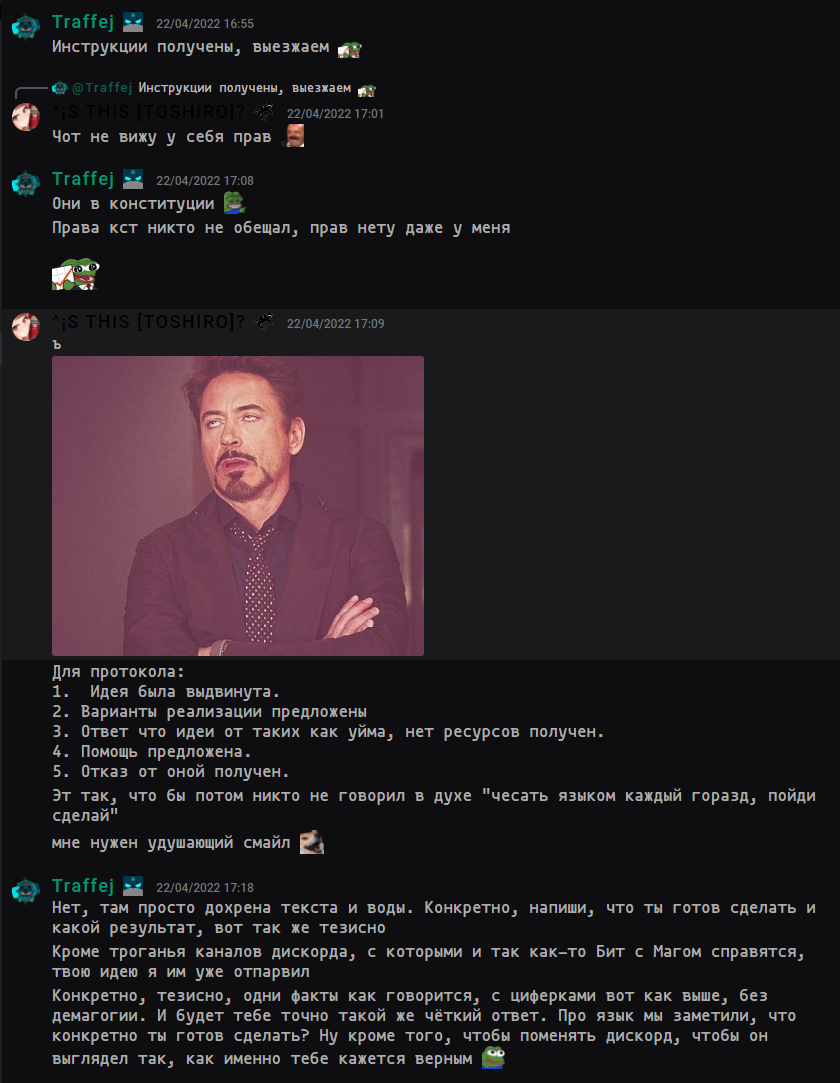 Traffej 22/04/2022 16:55
Инструкции получены, выезжаем
@Traffej Инструкции получены, выезжаем
^¡S THIS [TOSHIRO]? 22/04/2022 17:01
Чот не вижу у себя прав
Traffej 22/04/2022 17:08
Они в конституции
Права кст никто не обещал, прав нету даже у меня
^¡S THIS [TOSHIRO]? 22/04/2022 17:09
ъ
Для протокола:
1. Идея была выдвинута.
2. Варианты реализации предложены
3. Ответ что идеи от таких как уйма, нет ресурсов получен.
4. Помощь предложена.
5. Отказ от оной получен.
Эт так, что бы потом никто не говорил в духе "чесать языком каждый горазд, пойди
сделай"
мне нужен удушающий смайл
Traffej 22/04/2022 17:18
Нет, там просто дохрена текста и воды. Конкретно, напиши, что ты готов сделать и
какой результат, вот так же тезисно
Кроме троганья каналов дискорда, с которыми и так как-то Бит с Магом справятся,
твою идею я им уже отпарвил
Конкретно, тезисно, одни факты как говорится, с циферками вот как выше, без
демагогии. И будет тебе точно такой же чёткий ответ. Про язык мы заметили, что
конкретно ты готов сделать? Ну кроме того, чтобы поменять дискорд, чтобы он
выглядел так, как именно тебе кажется верным